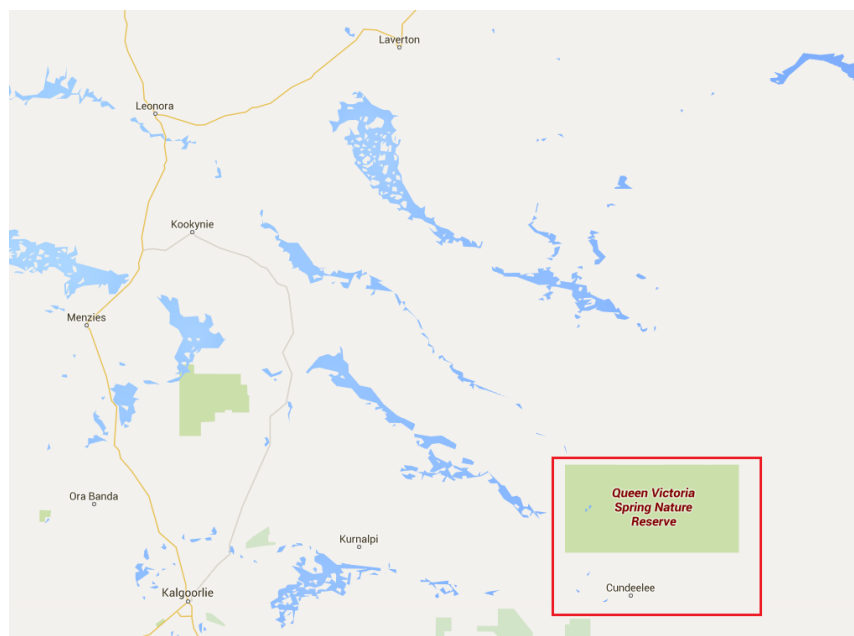 Laverton
Leonora
Kookynie
Menzies
Queen Victoria
Spring Nature
Reserve
Ora Banda
Kurnalpi
Cundeelee
Kalgoorlie